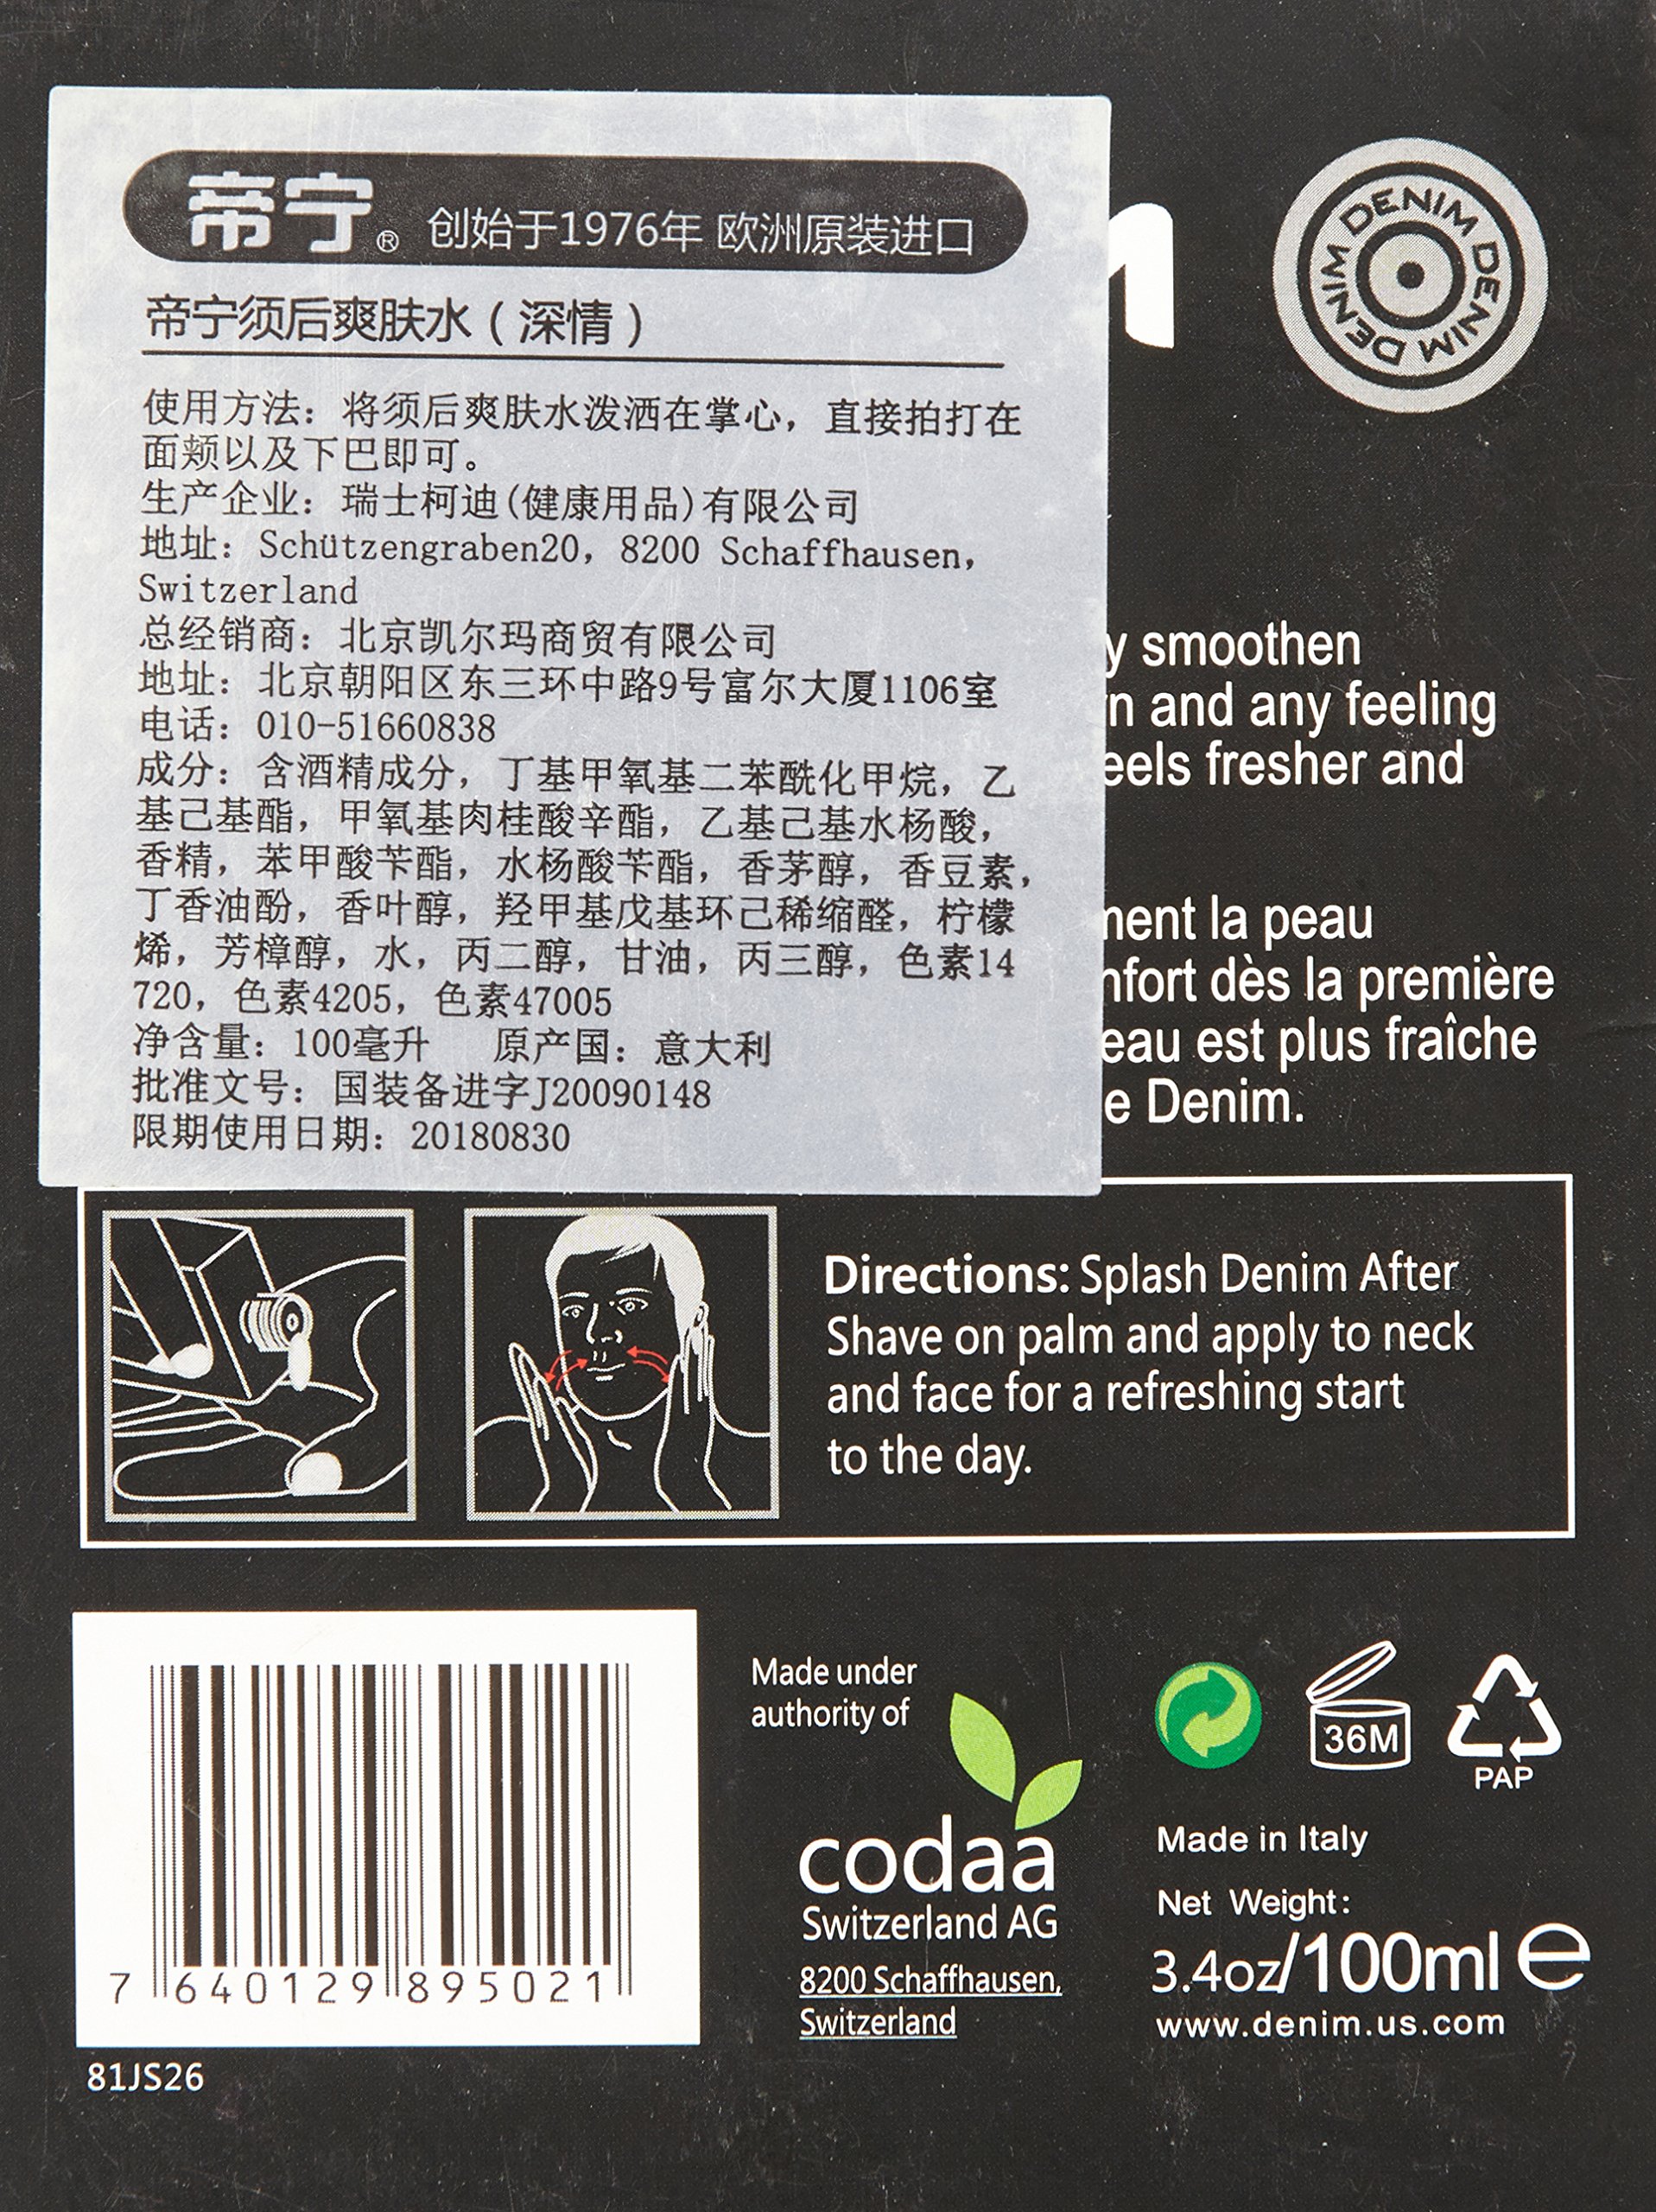 帝宁® 创始于1976年 欧洲原装进口
帝宁须后爽肤水（深情）
使用方法：将须后爽肤水泼洒在掌心，直接拍打在
面颊以及下巴即可。
生产企业：瑞士柯迪(健康用品)有限公司
地址：Schützengraben20，8200 Schaffhausen，
Switzerland
总经销商：北京凯尔玛商贸有限公司
地址：北京朝阳区东三环中路9号富尔大厦1106室
电话：010-51660838
成分：含酒精成分，丁基甲氧基二苯酰化甲烷，乙
基己基酯，甲氧基肉桂酸辛酯，乙基己基水杨酸，
香精，苯甲酸苄酯，水杨酸苄酯，香茅醇，香豆素，
丁香油酚，香叶醇，羟甲基戊基环己稀缩醛，柠檬
烯，芳樟醇，水，丙二醇，甘油，丙三醇，色素14
720，色素4205，色素47005
净含量：100毫升 原产国：意大利
批准文号：国装备进字J20090148
限期使用日期：20180830
DENIM DENIM DENIM DENIM
y smoothen
n and any feeling
eels fresher and
ment la peau
nfort dès la première
eau est plus fraîche
e Denim.
Directions: Splash Denim After
Shave on palm and apply to neck
and face for a refreshing start
to the day.
7 640129 895021
81JS26
Made under
authority of
codaa
Switzerland AG
8200 Schaffhausen,
Switzerland
36M
PAP
Made in Italy
Net Weight:
3.4oz/100ml e
www.denim.us.com